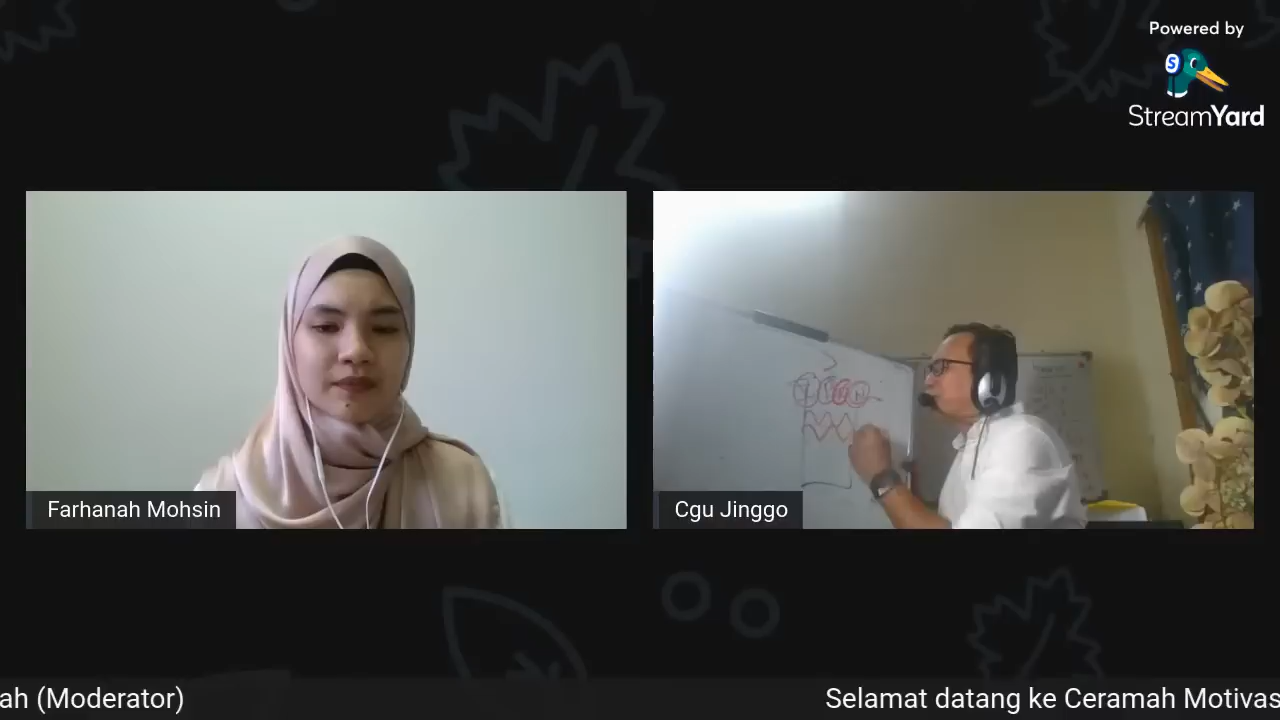 Powered by
S
StreamYard
Farhanah Mohsin
Cgu Jinggo
ah (Moderator)
Selamat datang ke Ceramah Motivas